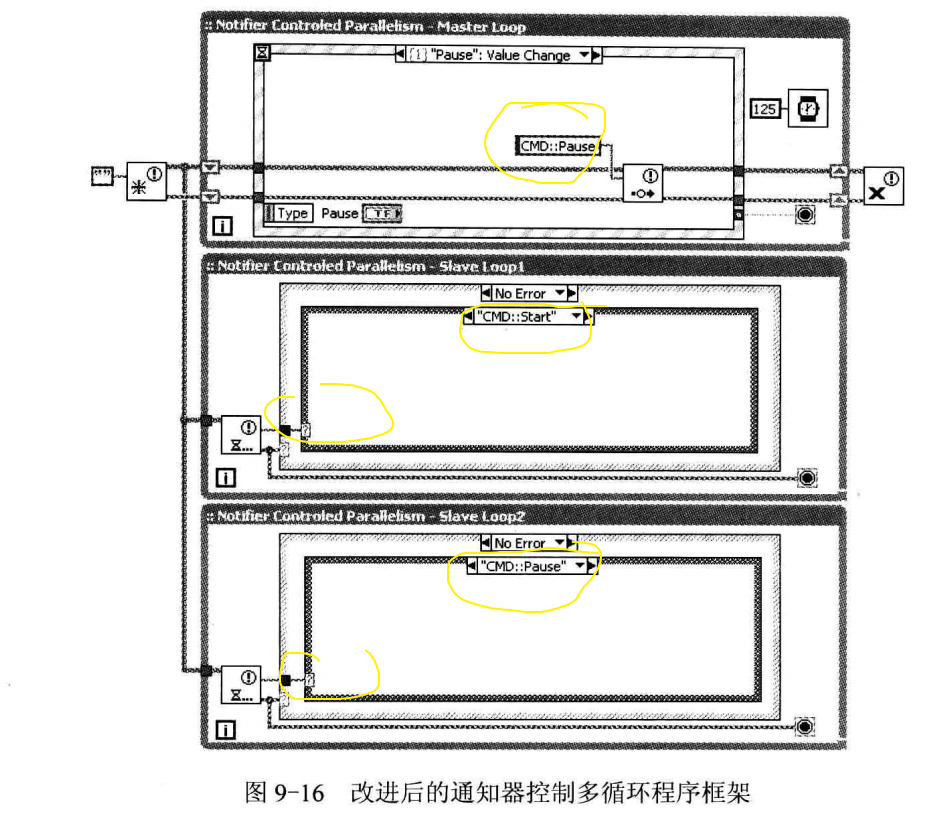 :: Notifier Controled Parallelism - Master Loop
[1] "Pause": Value Change
125
CMD::Pause
""
Type Pause TF
i
:: Notifier Controled Parallelism - Slave Loop1
No Error
"CMD::Start"
?
?
i
:: Notifier Controled Parallelism - Slave Loop2
No Error
"CMD::Pause"
?
?
i
图 9-16 改进后的通知器控制多循环程序框架